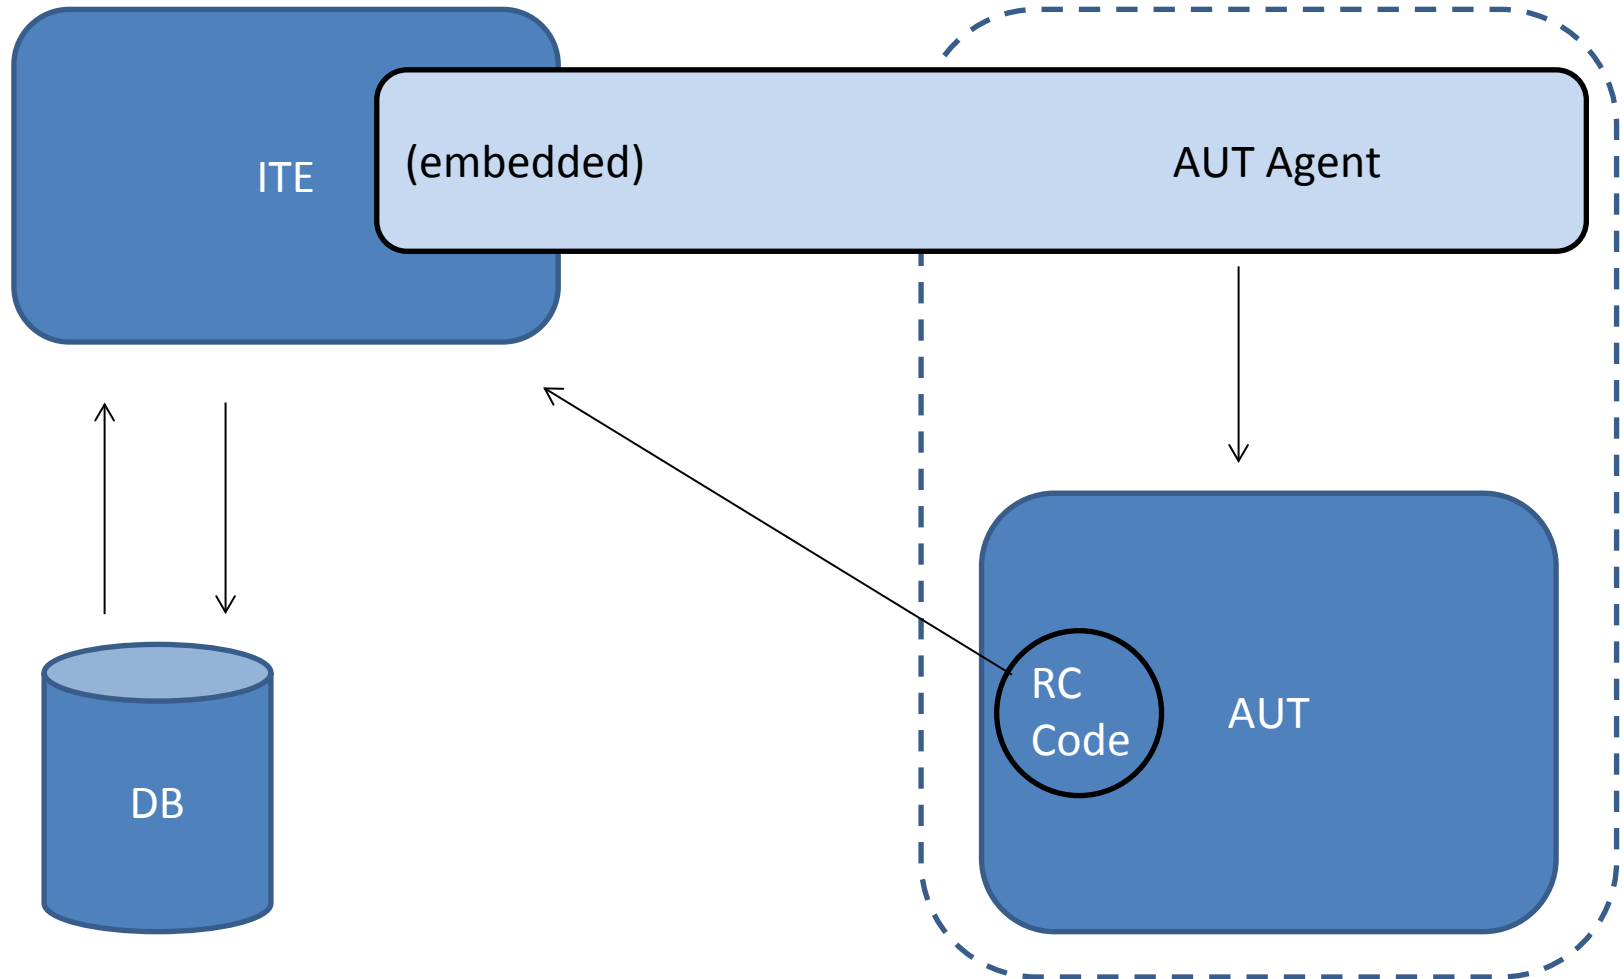 ITE
(embedded)
AUT Agent
RC
Code
AUT
DB